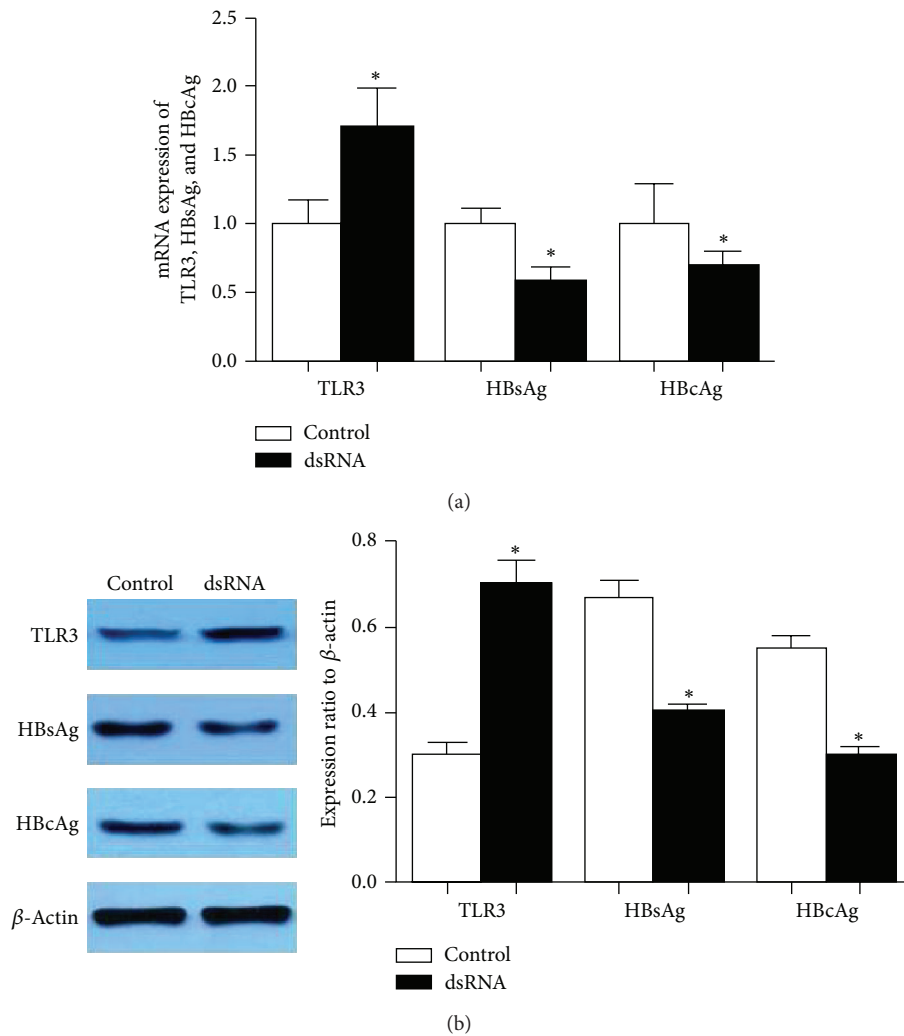 2.5
2.0
1.5
1.0
0.5
0.0
mRNA expression of
TLR3, HBsAg, and HBcAg
*
*
*
TLR3 HBsAg HBcAg
Control
dsRNA
(a)
Control dsRNA
TLR3
HBsAg
HBcAg
β-Actin
0.8
0.6
0.4
0.2
0.0
Expression ratio to β-actin
*
*
*
TLR3 HBsAg HBcAg
Control
dsRNA
(b)